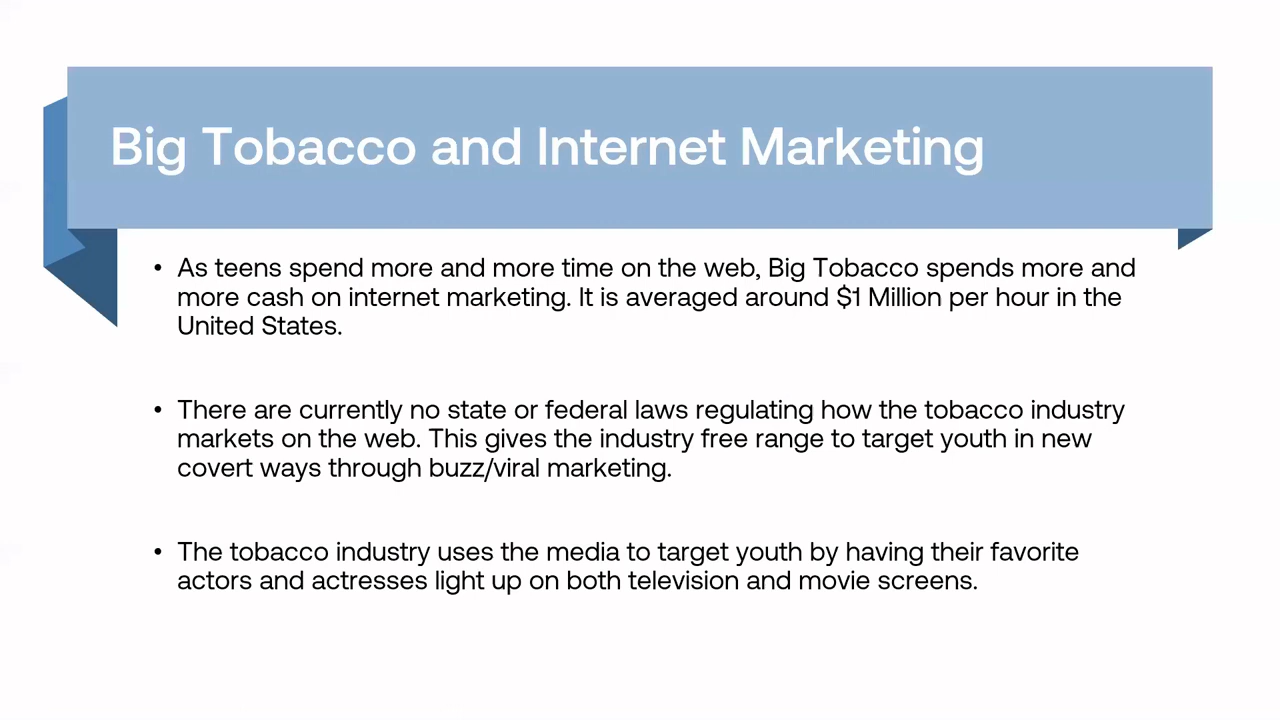 Big Tobacco and Internet Marketing
• As teens spend more and more time on the web, Big Tobacco spends more and
more cash on internet marketing. It is averaged around $1 Million per hour in the
United States.
• There are currently no state or federal laws regulating how the tobacco industry
markets on the web. This gives the industry free range to target youth in new
covert ways through buzz/viral marketing.
• The tobacco industry uses the media to target youth by having their favorite
actors and actresses light up on both television and movie screens.